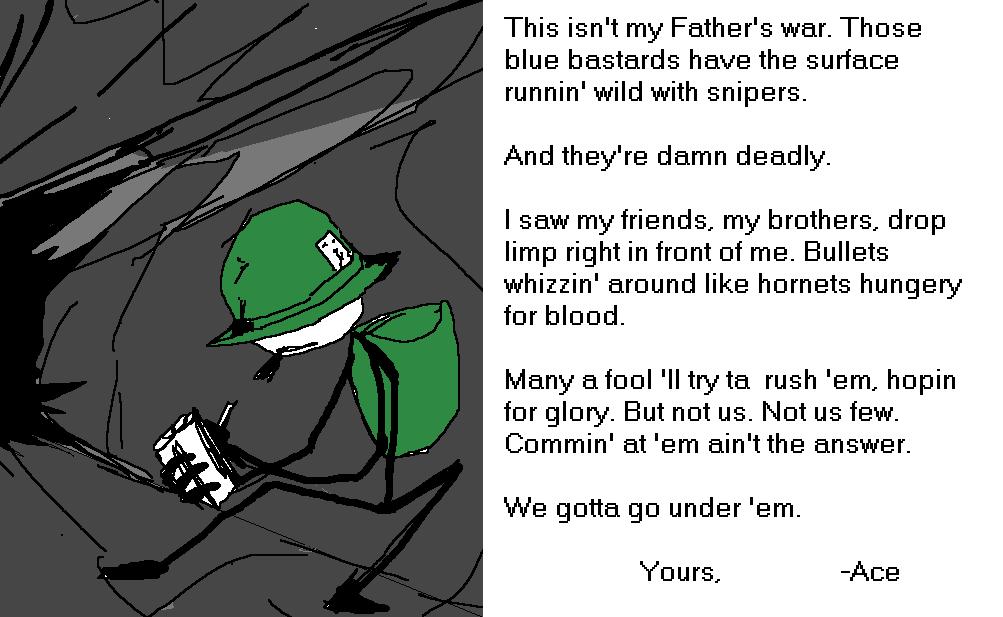 This isn't my Father's war. Those
blue bastards have the surface
runnin' wild with snipers.
And they're damn deadly.
I saw my friends, my brothers, drop
limp right in front of me. Bullets
whizzin' around like hornets hungery
for blood.
Many a fool 'll try ta  rush 'em, hopin
for glory. But not us. Not us few.
Commin' at 'em ain't the answer.
We gotta go under 'em.
Yours, -Ace